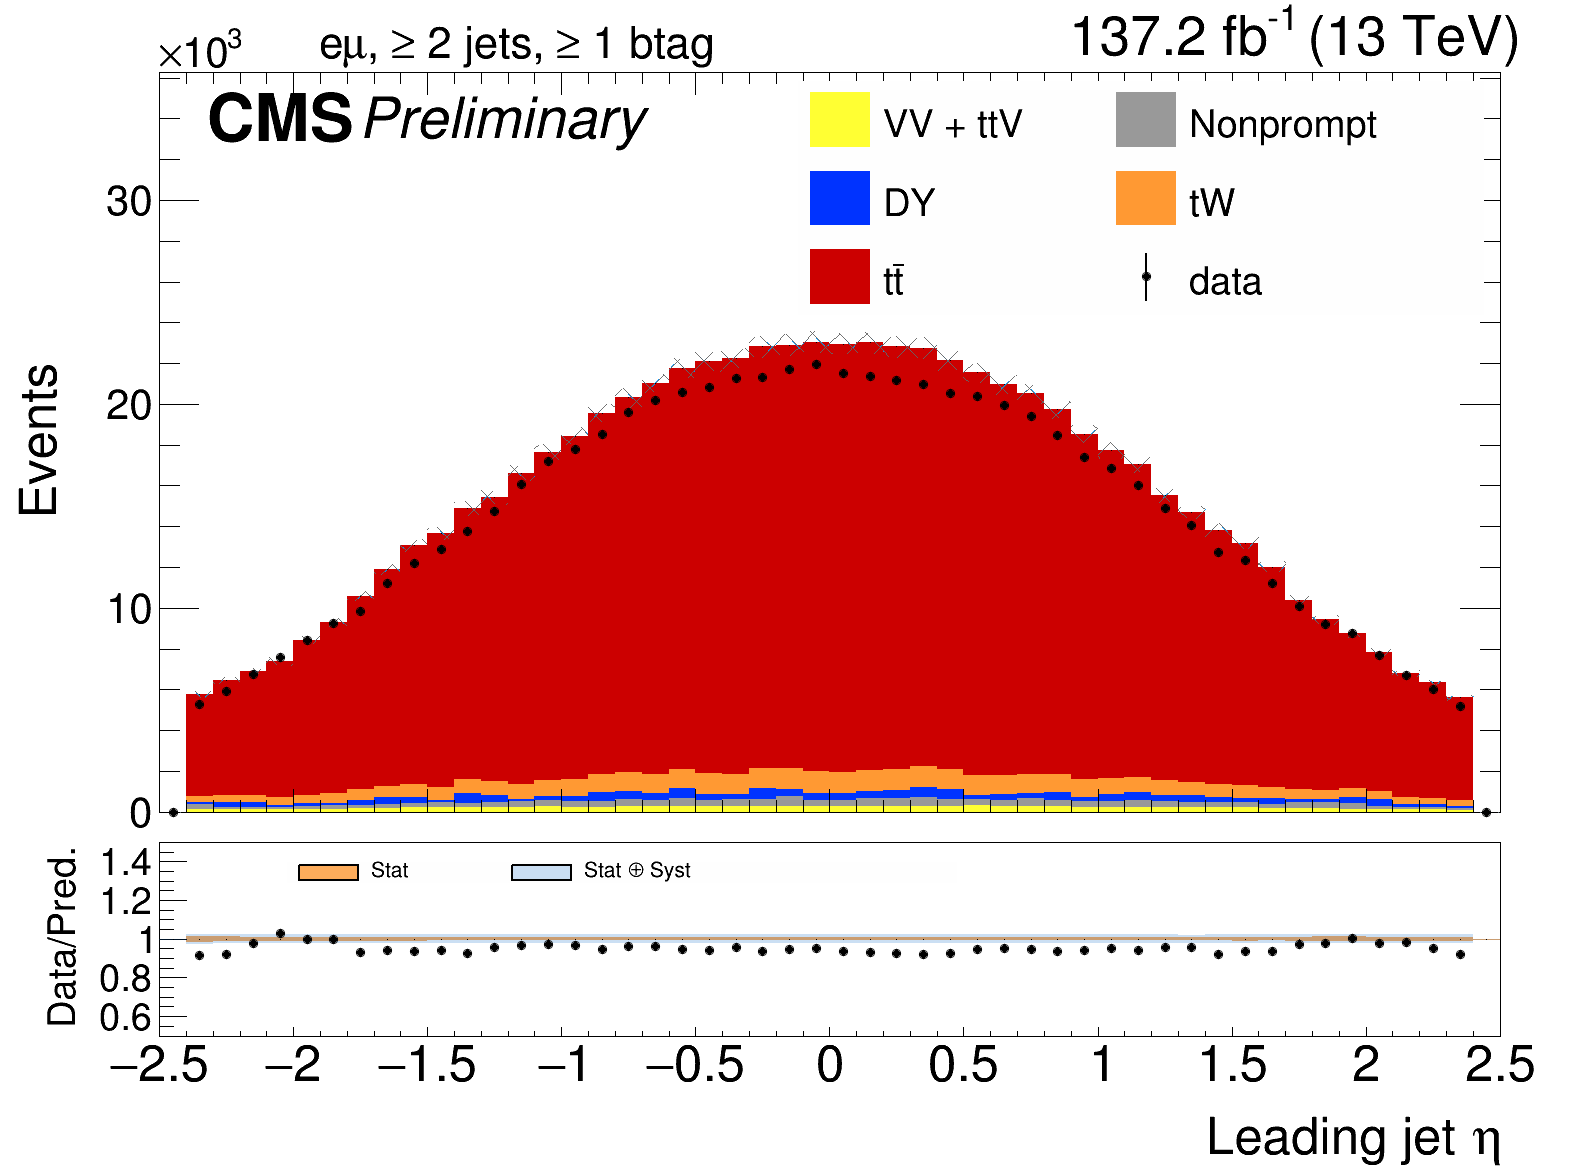 ×10³ eμ, ≥ 2 jets, ≥ 1 btag 137.2 fb⁻¹ (13 TeV)
CMS Preliminary
VV + ttV Nonprompt
DY tW
tt̄ data
Events
30
20
10
0
Data/Pred.
1.4
1.2
1
0.8
0.6
Stat Stat ⊕ Syst
−2.5 −2 −1.5 −1 −0.5 0 0.5 1 1.5 2 2.5
Leading jet η